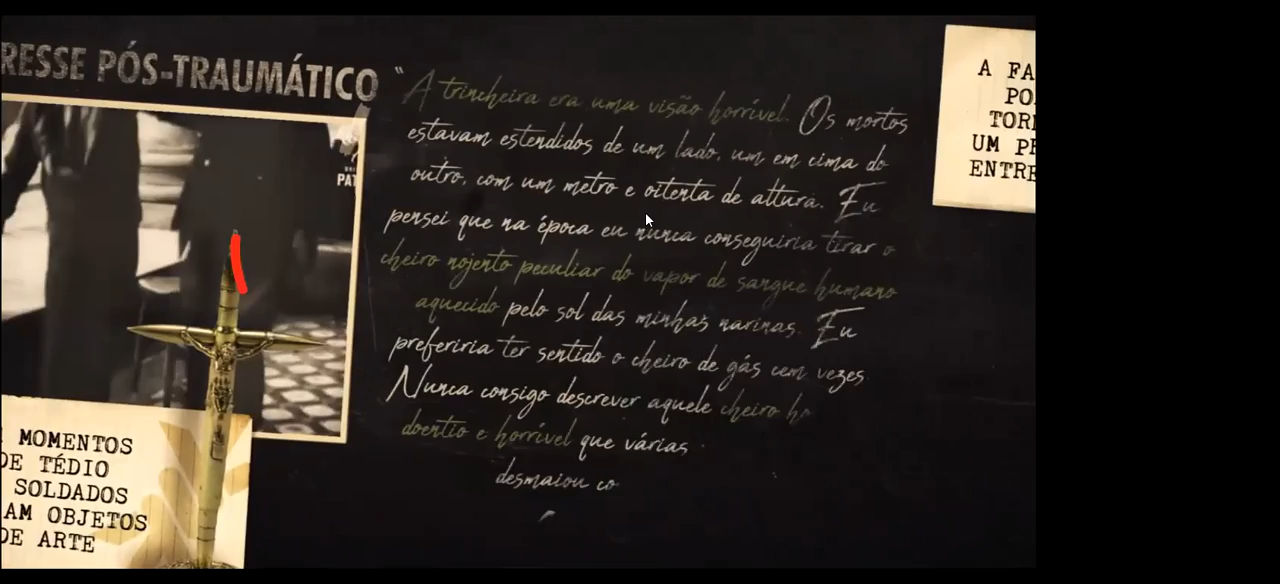 RESSE PÓS-TRAUMÁTICO
"A trincheira era uma visão horrível. Os mortos
estavam estendidos de um lado, um em cima do
outro, com um metro e oitenta de altura. Eu
pensei que na época eu nunca conseguiria tirar o
cheiro nojento peculiar do vapor de sangue humano
aquecido pelo sol das minhas narinas. Eu
preferiria ter sentido o cheiro de gás cem vezes.
Nunca consigo descrever aquele cheiro ho
doentio e horrível que várias
desmaiou co
PAT
MOMENTOS
DE TÉDIO
SOLDADOS
AM OBJETOS
DE ARTE
A FA
PO
TOR
UM PE
ENTRE